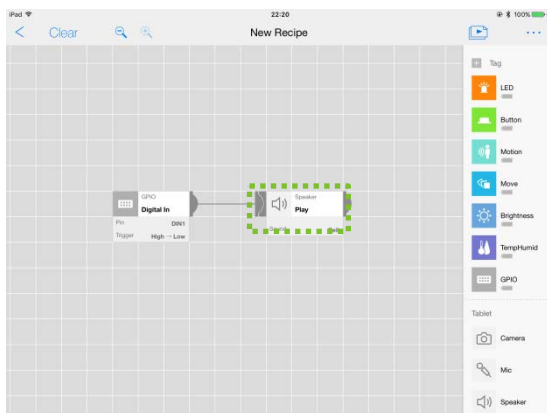 iPad 22:20 100%
Clear New Recipe
Tag
LED
Button
Motion
Move
Brightness
TempHumid
GPIO
Tablet
Camera
Mic
Speaker
GPIO
Digital In
Pin DIN1
Trigger High → Low
Speaker
Play
Sound